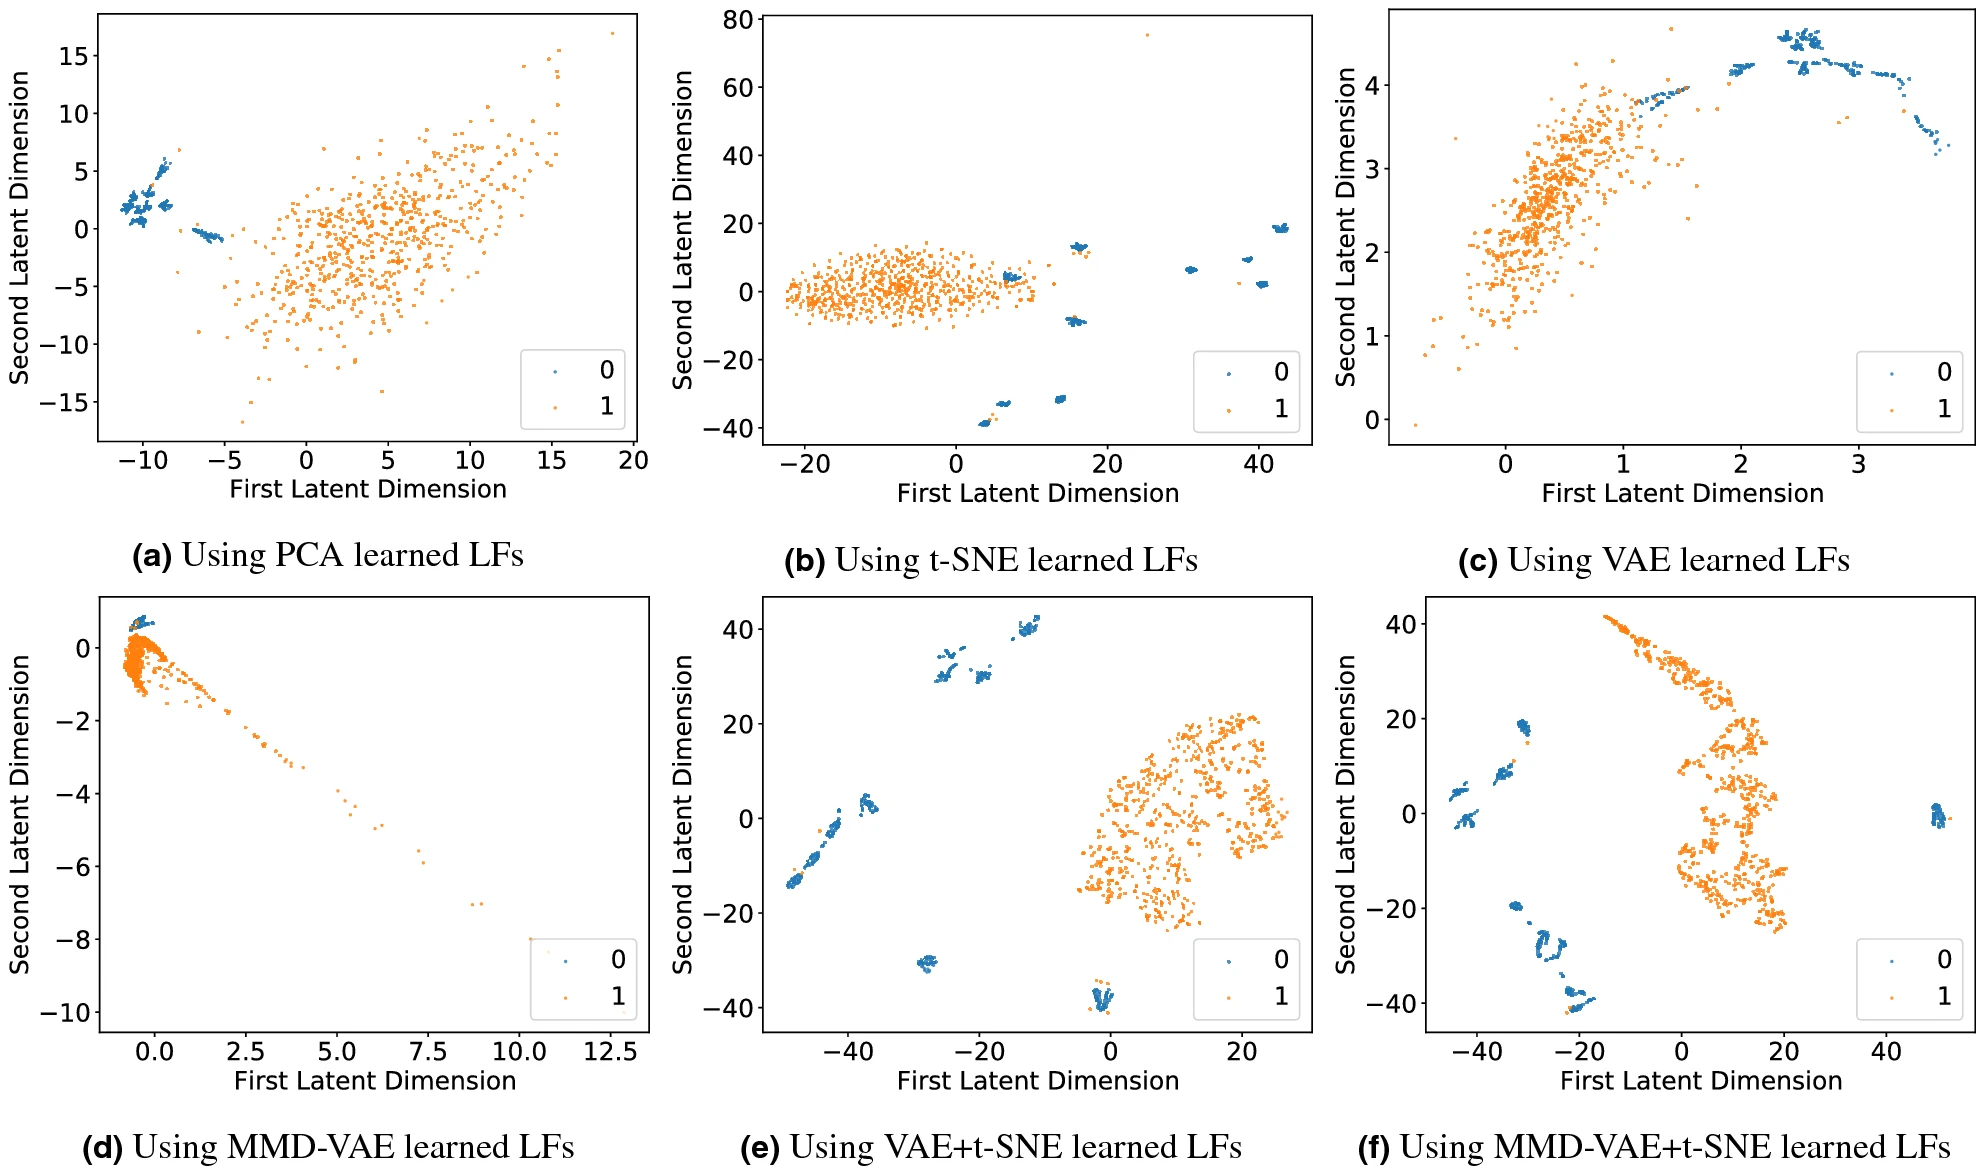 15
10
5
0
−5
−10
−15
Second Latent Dimension
−10 −5 0 5 10 15 20
First Latent Dimension
0
1
(a) Using PCA learned LFs
80
60
40
20
0
−20
−40
Second Latent Dimension
−20 0 20 40
First Latent Dimension
0
1
(b) Using t-SNE learned LFs
4
3
2
1
0
Second Latent Dimension
0 1 2 3
First Latent Dimension
0
1
(c) Using VAE learned LFs
0
−2
−4
−6
−8
−10
Second Latent Dimension
0.0 2.5 5.0 7.5 10.0 12.5
First Latent Dimension
0
1
(d) Using MMD-VAE learned LFs
40
20
0
−20
−40
Second Latent Dimension
−40 −20 0 20
First Latent Dimension
0
1
(e) Using VAE+t-SNE learned LFs
40
20
0
−20
−40
Second Latent Dimension
−40 −20 0 20 40
First Latent Dimension
0
1
(f) Using MMD-VAE+t-SNE learned LFs